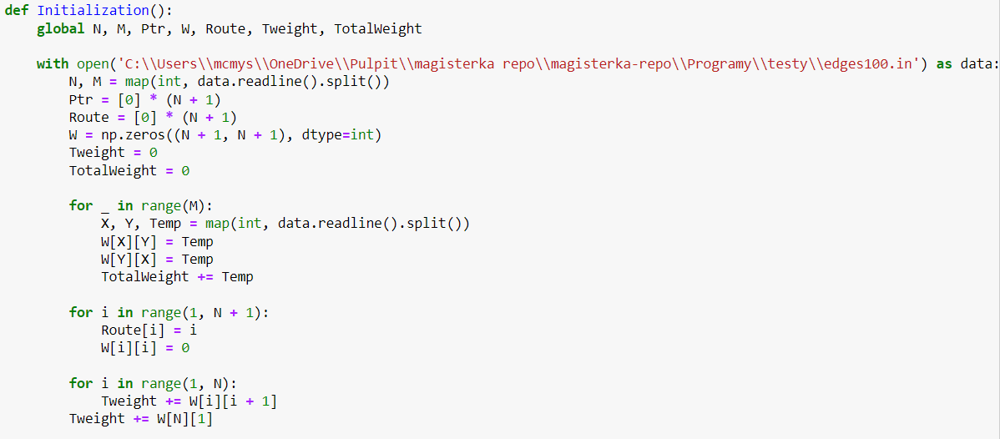 def Initialization():
    global N, M, Ptr, W, Route, Tweight, TotalWeight

    with open('C:\\Users\\mcmys\\OneDrive\\Pulpit\\magisterka repo\\magisterka-repo\\Programy\\testy\\edges100.in') as data:
        N, M = map(int, data.readline().split())
        Ptr = [0] * (N + 1)
        Route = [0] * (N + 1)
        W = np.zeros((N + 1, N + 1), dtype=int)
        Tweight = 0
        TotalWeight = 0

        for _ in range(M):
            X, Y, Temp = map(int, data.readline().split())
            W[X][Y] = Temp
            W[Y][X] = Temp
            TotalWeight += Temp

        for i in range(1, N + 1):
            Route[i] = i
            W[i][i] = 0

        for i in range(1, N):
            Tweight += W[i][i + 1]
        Tweight += W[N][1]